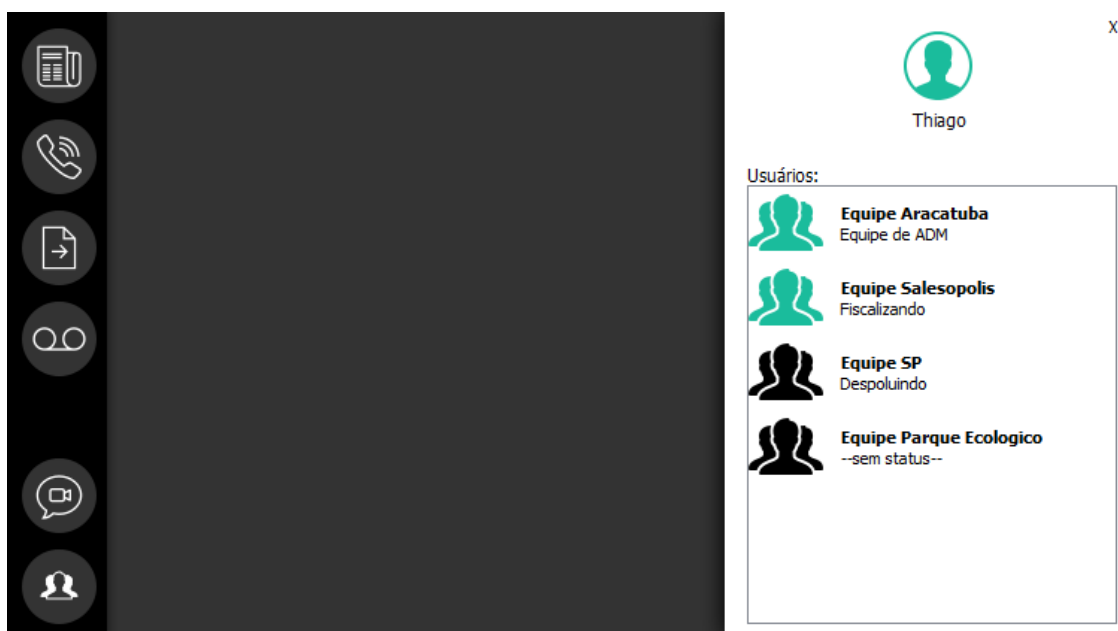 X
Thiago
Usuários:
Equipe Aracatuba
Equipe de ADM
Equipe Salesopolis
Fiscalizando
Equipe SP
Despoluindo
Equipe Parque Ecologico
--sem status--